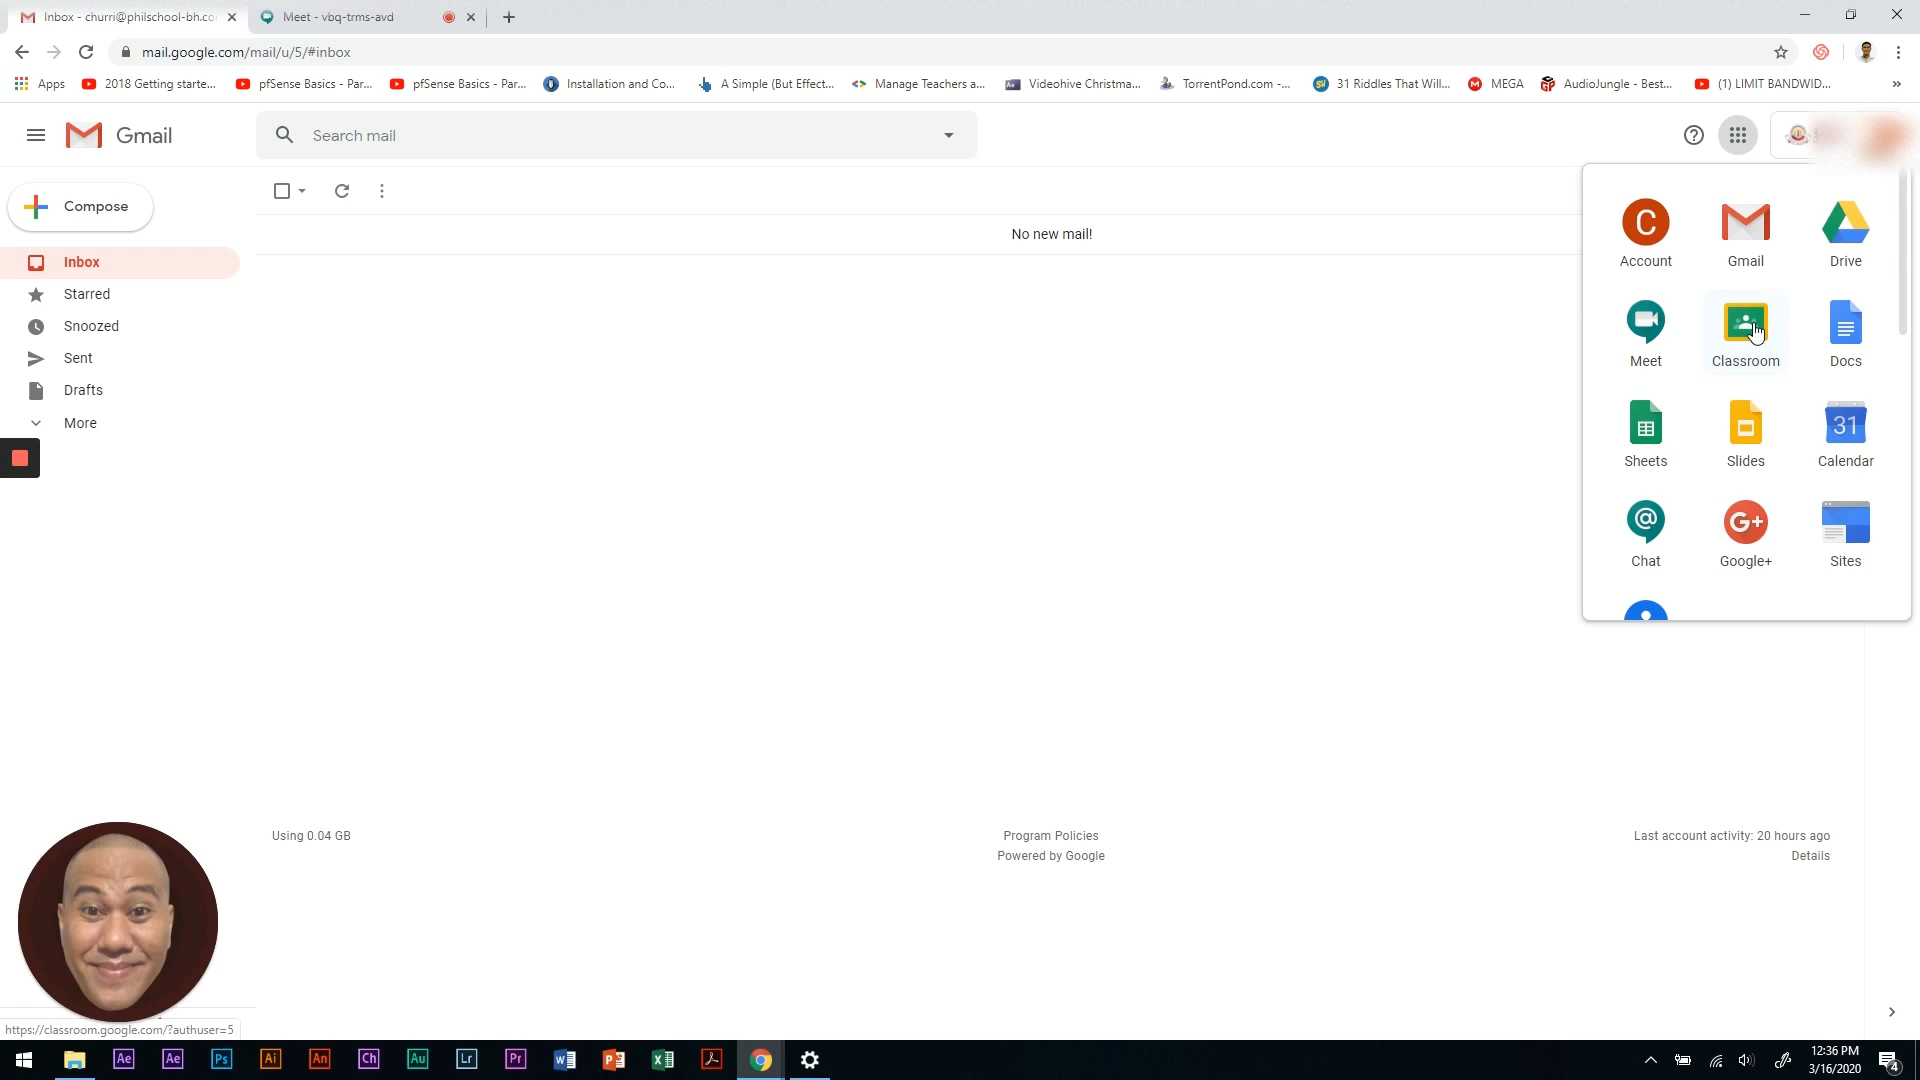 Inbox - churri@philschool-bh.co
Meet - vbq-trms-avd
mail.google.com/mail/u/5/#inbox
Apps
2018 Getting starte...
pfSense Basics - Par...
pfSense Basics - Par...
Installation and Co...
A Simple (But Effect...
Manage Teachers a...
Videohive Christma...
TorrentPond.com -...
31 Riddles That Will...
MEGA
AudioJungle - Best...
(1) LIMIT BANDWID...
»
Gmail
Search mail
Compose
No new mail!
Inbox
Starred
Snoozed
Sent
Drafts
More
C
Account
Gmail
Drive
Meet
Classroom
Docs
31
Sheets
Slides
Calendar
@
G+
Chat
Google+
Sites
Using 0.04 GB
Program Policies
Powered by Google
Last account activity: 20 hours ago
Details
https://classroom.google.com/?authuser=5
Ae
Ae
Ps
Ai
An
Ch
Au
Lr
Pr
12:36 PM
3/16/2020
4